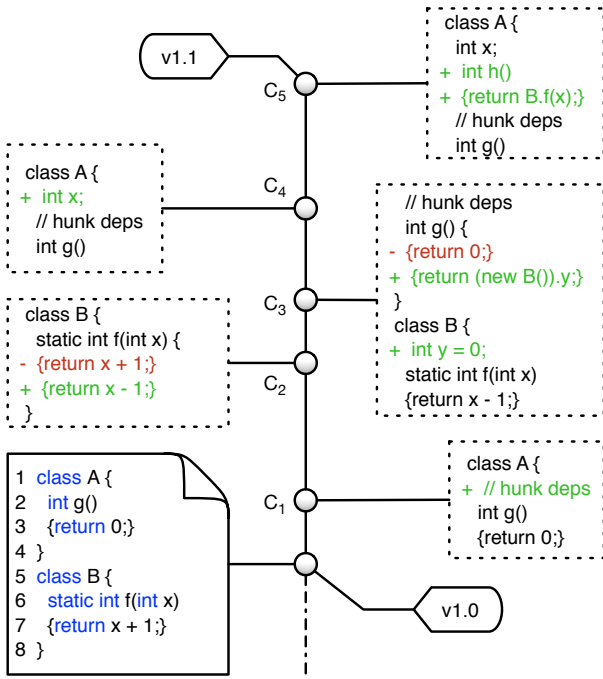 v1.1
C5
class A {
int x;
+ int h()
+ {return B.f(x);}
// hunk deps
int g()
C4
class A {
+ int x;
// hunk deps
int g()
C3
// hunk deps
int g() {
- {return 0;}
+ {return (new B()).y;}
}
class B {
+ int y = 0;
static int f(int x)
{return x - 1;}
C2
class B {
static int f(int x) {
- {return x + 1;}
+ {return x - 1;}
}
C1
class A {
+ // hunk deps
int g()
{return 0;}
1 class A {
2 int g()
3 {return 0;}
4 }
5 class B {
6 static int f(int x)
7 {return x + 1;}
8 }
v1.0